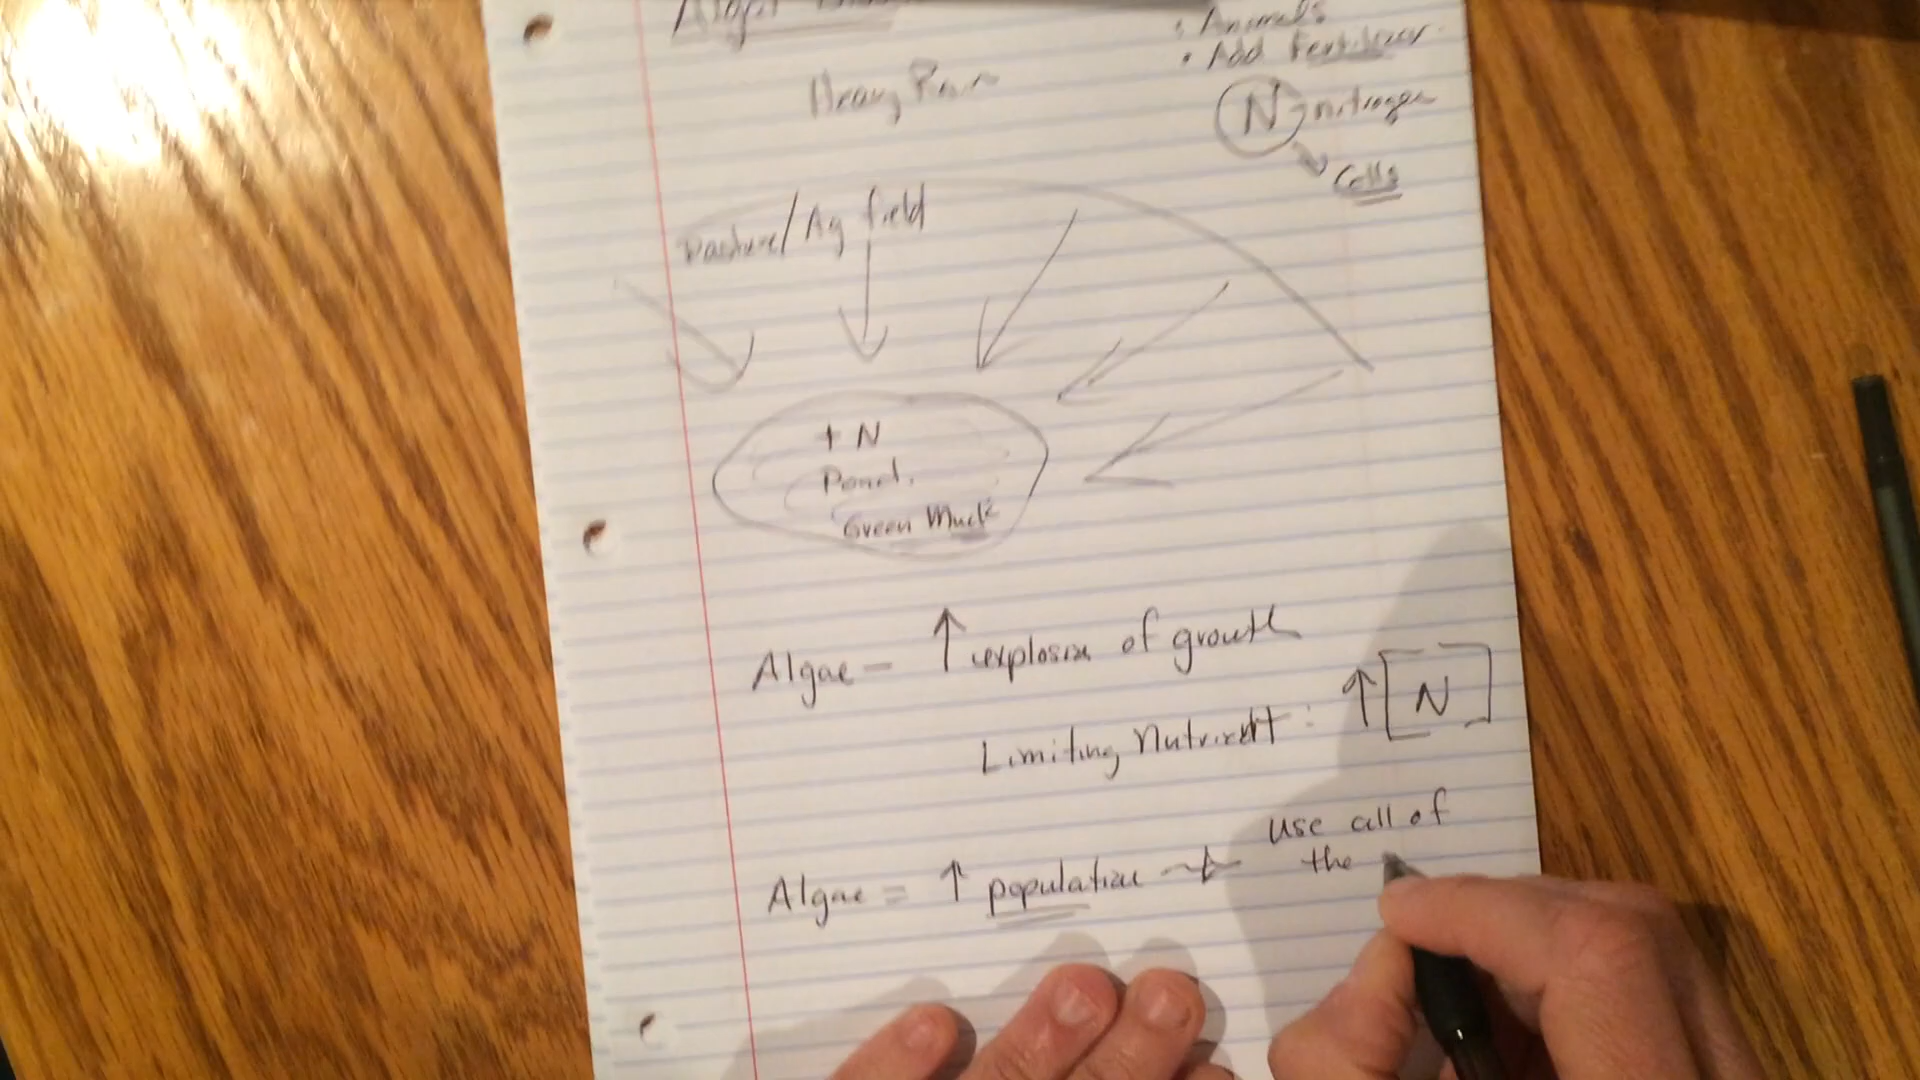 Algal
• Animals
• Add Fertilizer
Heavy Rain
N → nitrogen
Cells
Pasture/Ag field
+ N
Pond.
Green Muck
Algae – ↑ explosion of growth
Limiting Nutrient : ↑ [N]
Algae = ↑ population → use all of
the